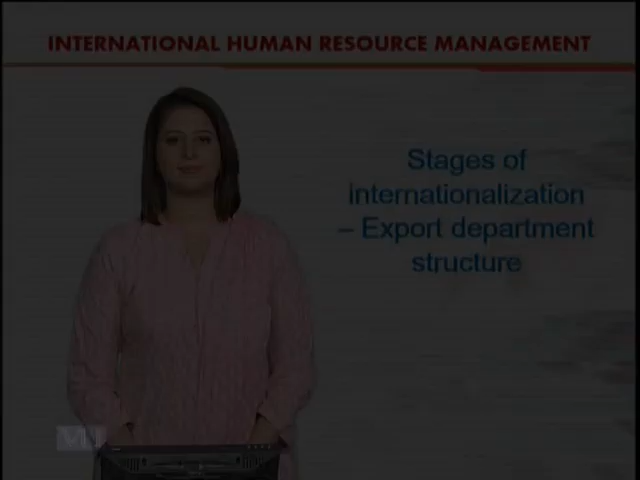 INTERNATIONAL HUMAN RESOURCE MANAGEMENT
Stages of
internationalization
– Export department
structure